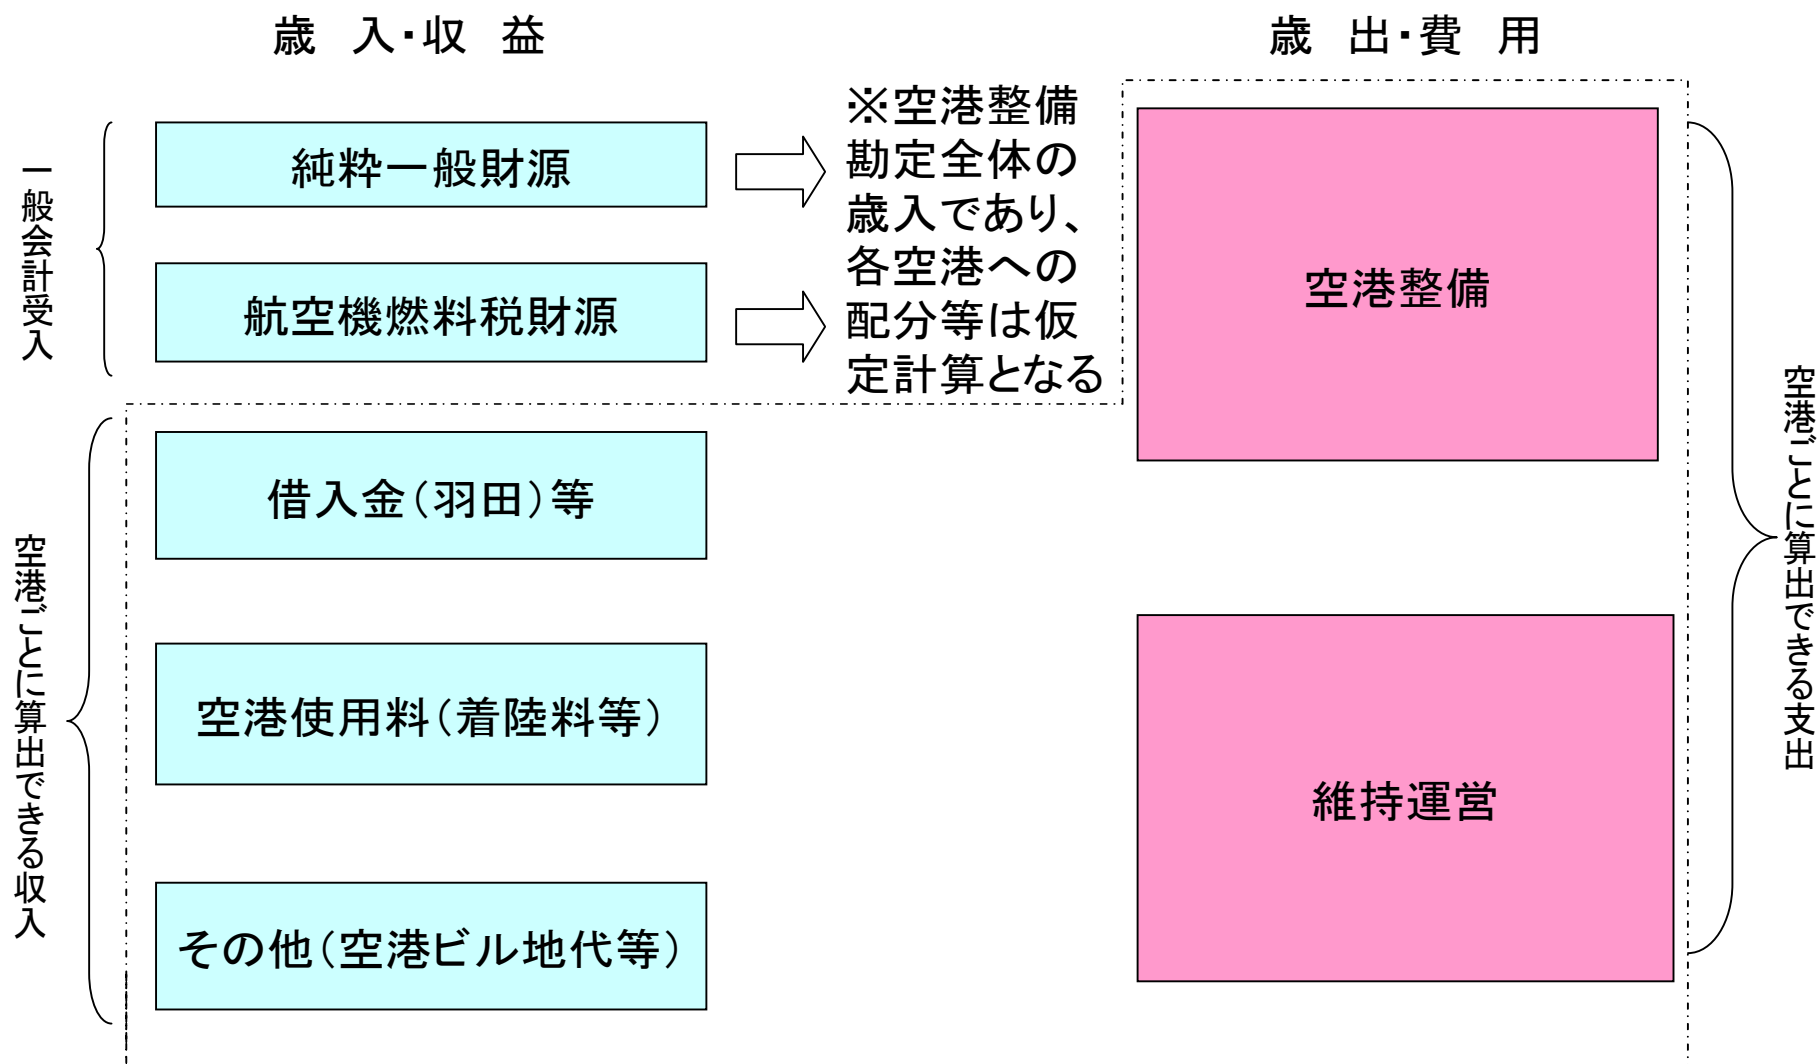 歳 入・収 益
歳 出・費 用
一般会計受入
純粋一般財源
航空機燃料税財源
※空港整備
勘定全体の
歳入であり、
各空港への
配分等は仮
定計算となる
空港整備
空港ごとに算出できる収入
借入金(羽田)等
空港使用料(着陸料等)
その他(空港ビル地代等)
維持運営
空港ごとに算出できる支出